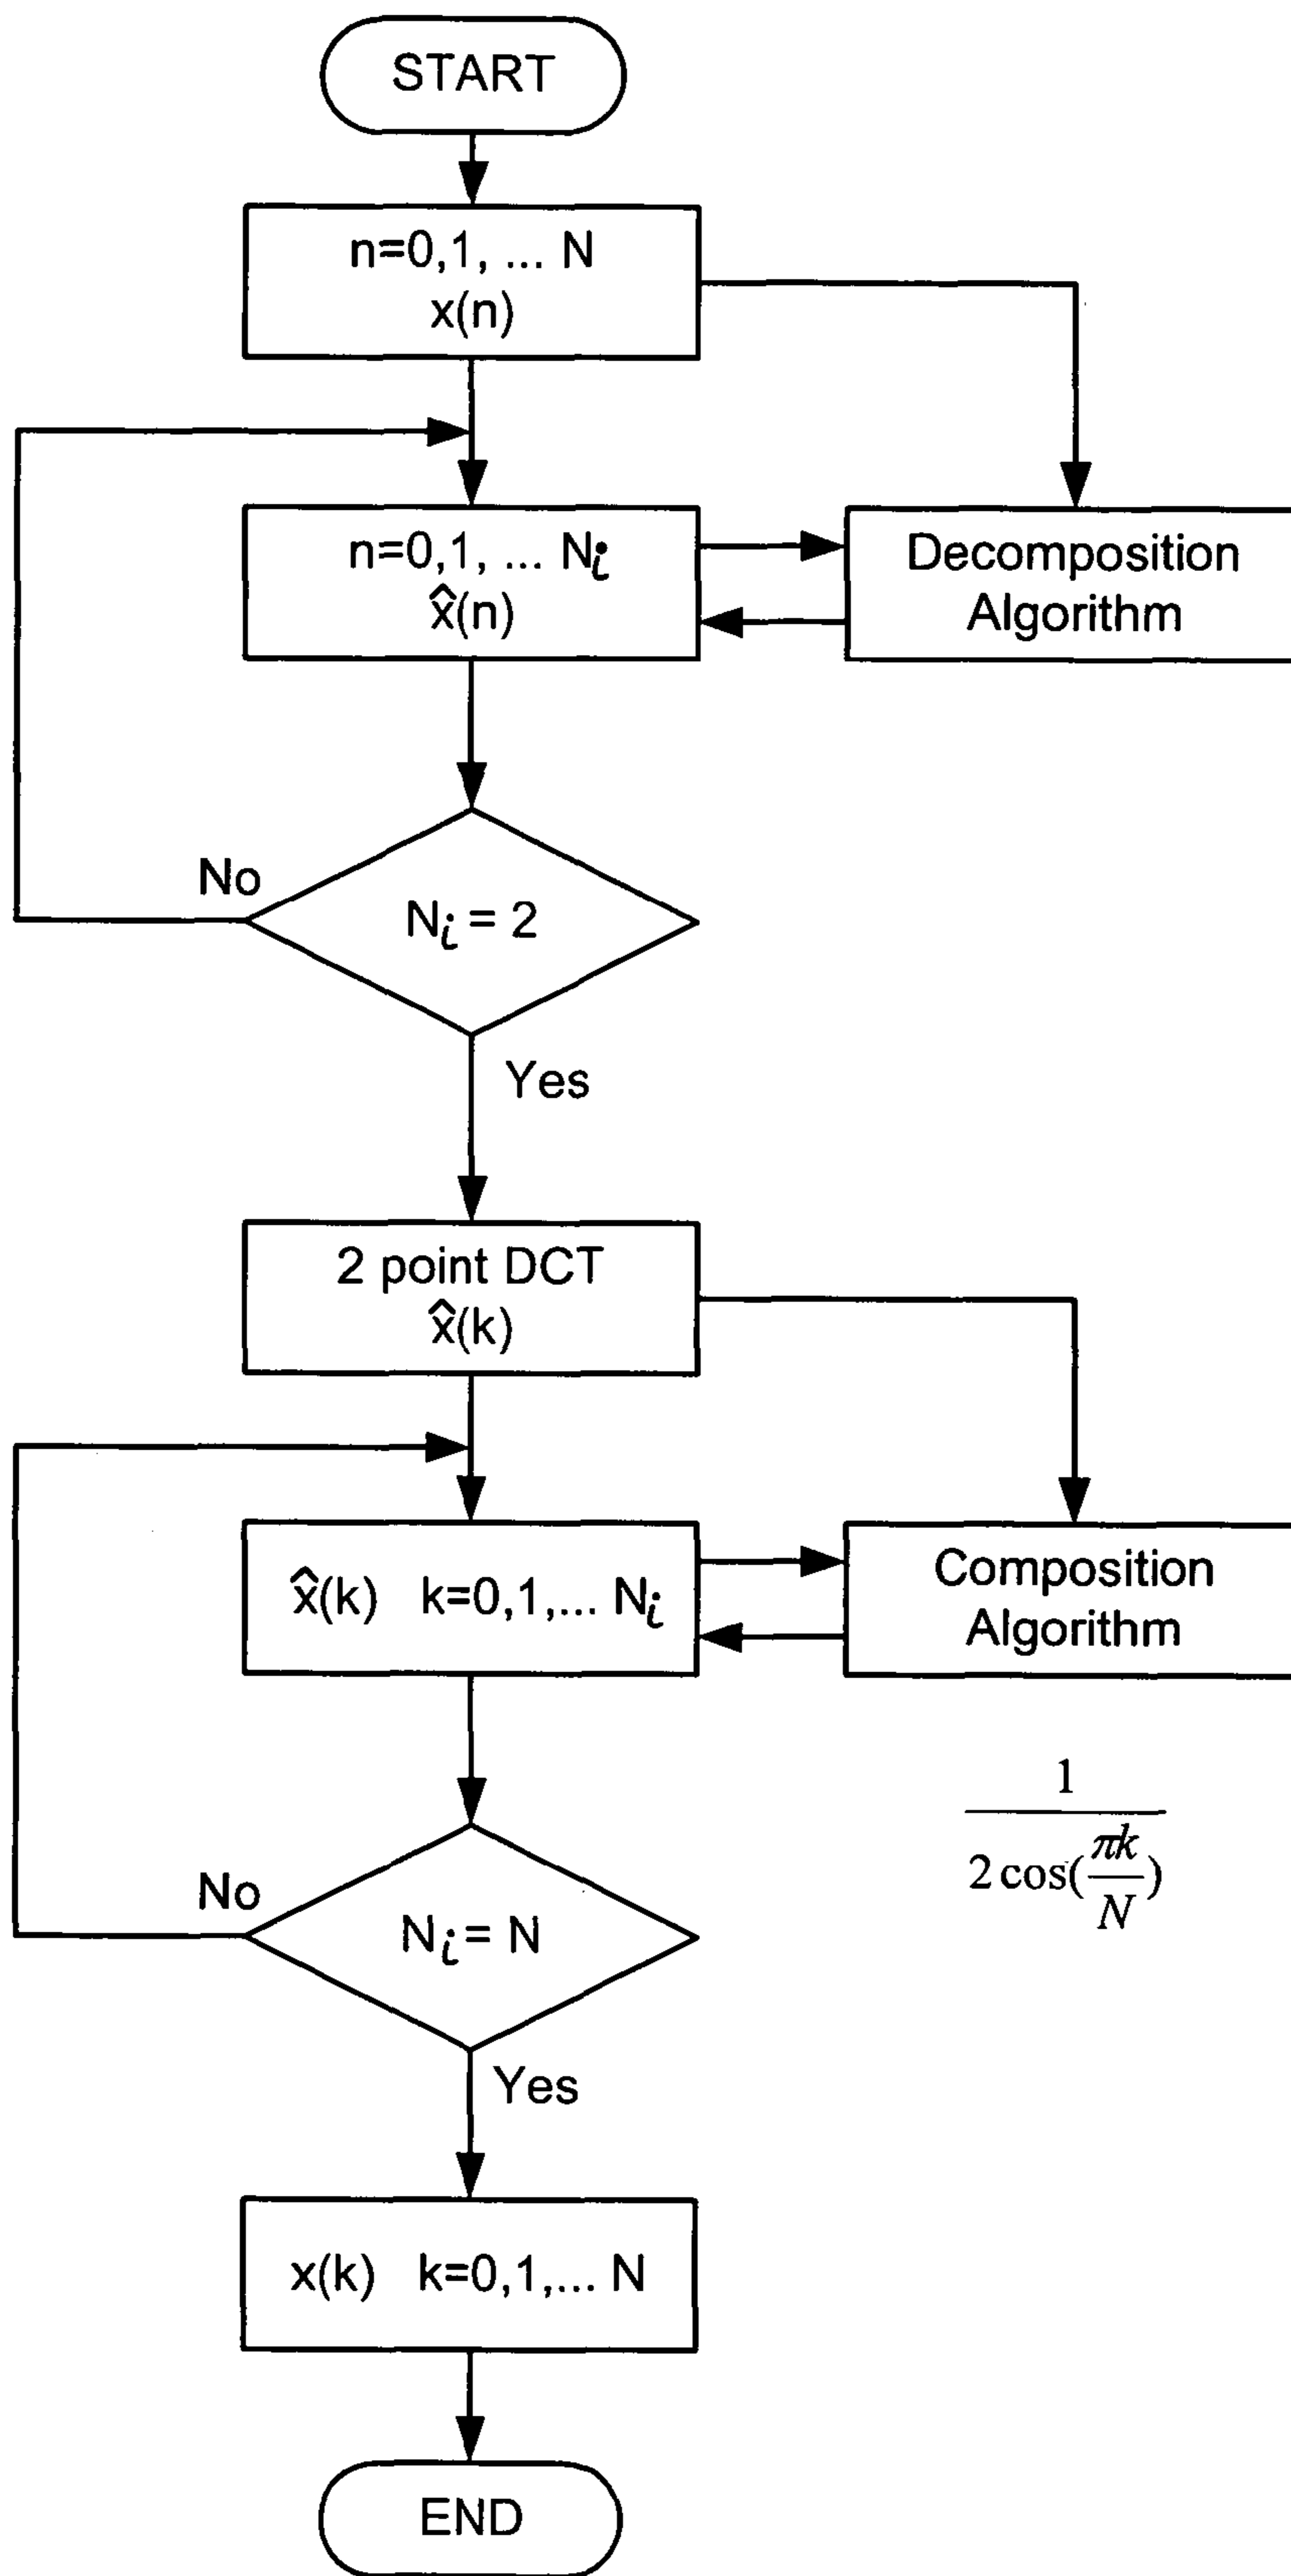 START
n=0,1, ... N
x(n)
n=0,1, ... Nᵢ
x̂(n)
Decomposition
Algorithm
No
Nᵢ = 2
Yes
2 point DCT
x̂(k)
x̂(k) k=0,1,... Nᵢ
Composition
Algorithm
1
2 cos(πk/N)
No
Nᵢ = N
Yes
x(k) k=0,1,... N
END